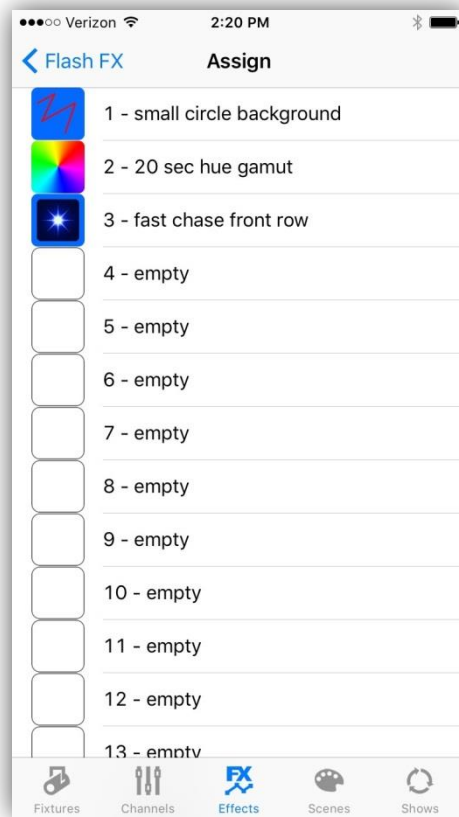 Verizon 2:20 PM
Flash FX Assign
1 - small circle background
2 - 20 sec hue gamut
3 - fast chase front row
4 - empty
5 - empty
6 - empty
7 - empty
8 - empty
9 - empty
10 - empty
11 - empty
12 - empty
13 - empty
FX
Fixtures Channels Effects Scenes Shows